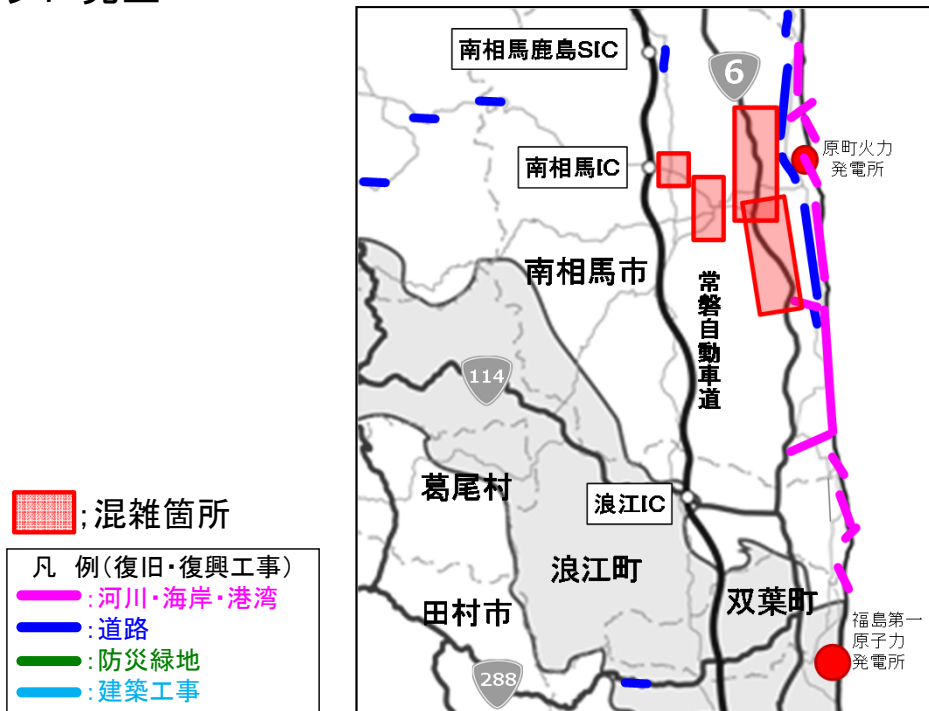 南相馬鹿島SIC
6
原町火力
発電所
南相馬IC
南相馬市
常磐自動車道
114
葛尾村
浪江IC
;混雑箇所
浪江町
双葉町
凡 例(復旧・復興工事)
:河川・海岸・港湾
:道路
:防災緑地
:建築工事
田村市
福島第一
原子力
発電所
288